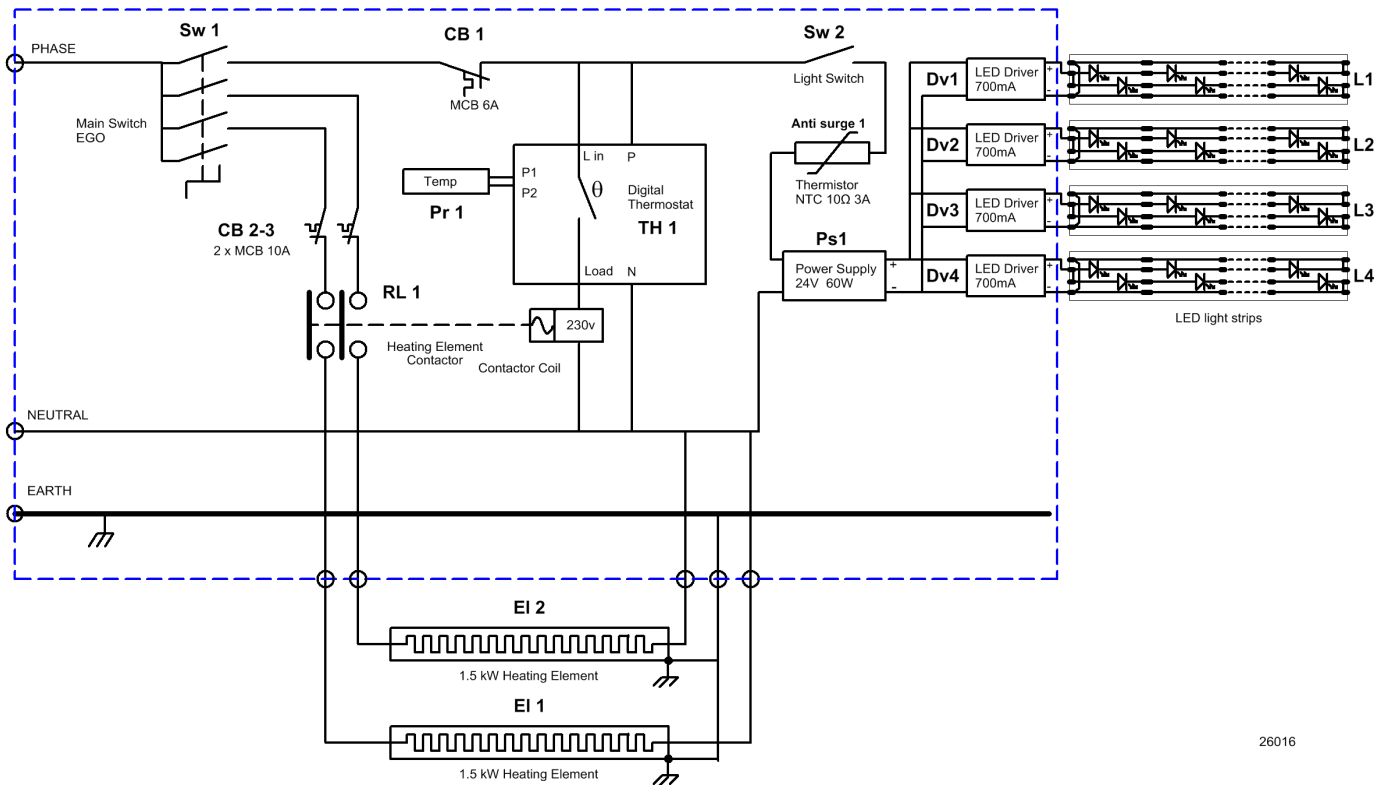 Sw 1
CB 1
Sw 2
PHASE
MCB 6A
Light Switch
Main Switch
EGO
Anti surge 1
Thermistor
NTC 10Ω 3A
Dv1
LED Driver
700mA
+
-
L1
Dv2
LED Driver
700mA
+
-
L2
Dv3
LED Driver
700mA
+
-
L3
Dv4
LED Driver
700mA
+
-
L4
LED light strips
L in
P
P1
P2
Temp
Pr 1
θ
Digital
Thermostat
TH 1
Load
N
CB 2-3
2 x MCB 10A
Ps1
Power Supply
24V 60W
+
-
RL 1
230v
Heating Element
Contactor
Contactor Coil
NEUTRAL
EARTH
El 2
1.5 kW Heating Element
El 1
1.5 kW Heating Element
26016